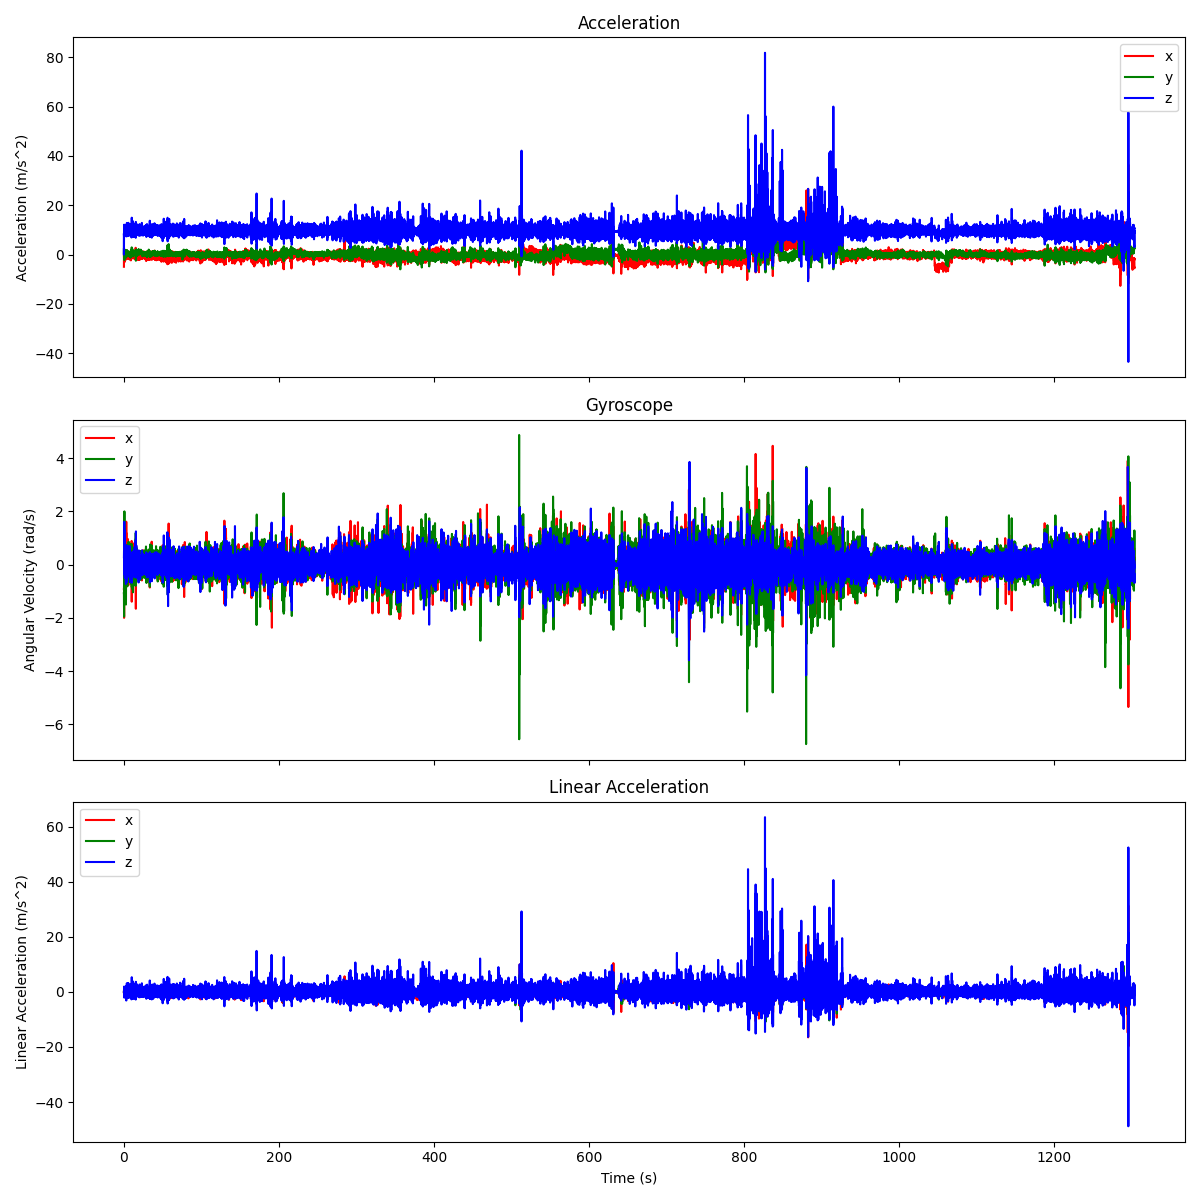 Acceleration
80
60
40
20
0
−20
−40
Acceleration (m/s^2)
x
y
z
Gyroscope
4
2
0
−2
−4
−6
Angular Velocity (rad/s)
x
y
z
Linear Acceleration
60
40
20
0
−20
−40
Linear Acceleration (m/s^2)
x
y
z
0 200 400 600 800 1000 1200
Time (s)